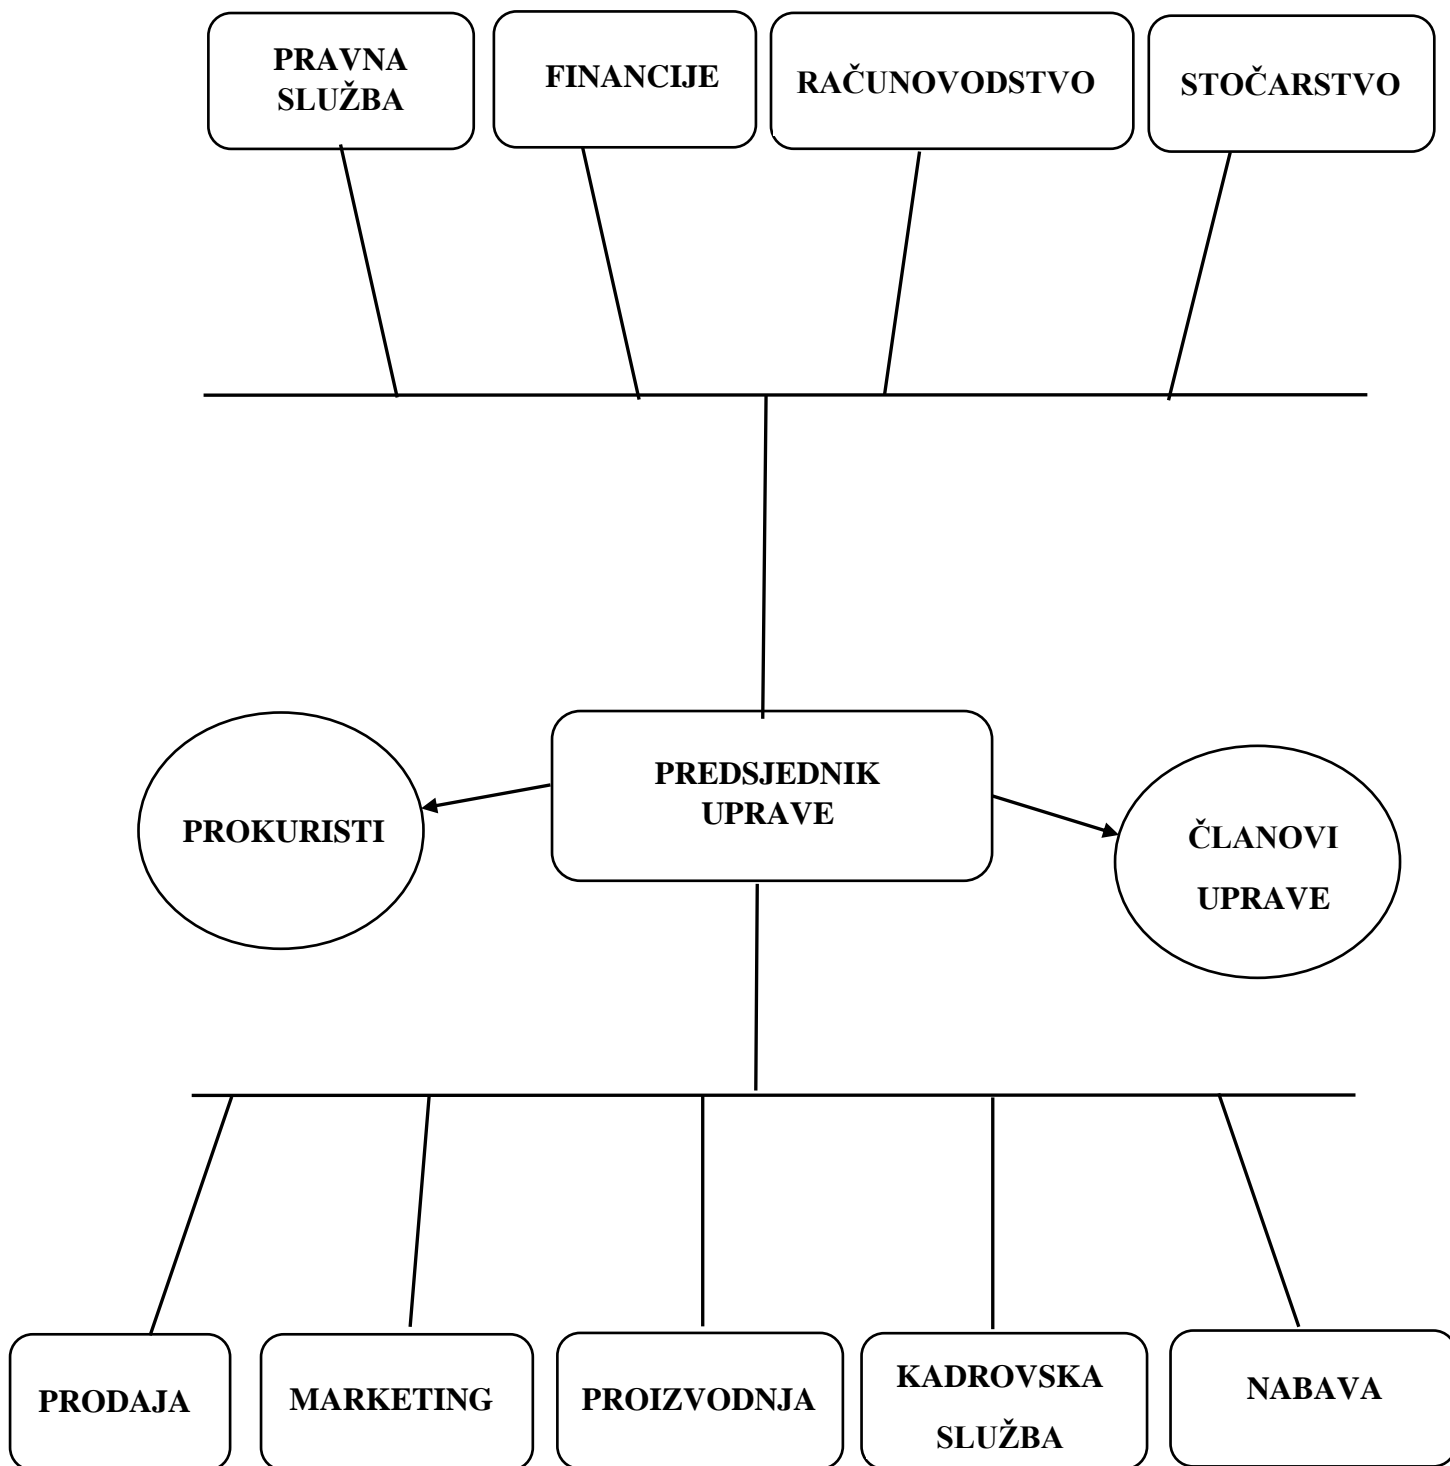 PRAVNA
SLUŽBA
FINANCIJE
RAČUNOVODSTVO
STOČARSTVO
PREDSJEDNIK
UPRAVE
PROKURISTI
ČLANOVI
UPRAVE
PRODAJA
MARKETING
PROIZVODNJA
KADROVSKA
SLUŽBA
NABAVA